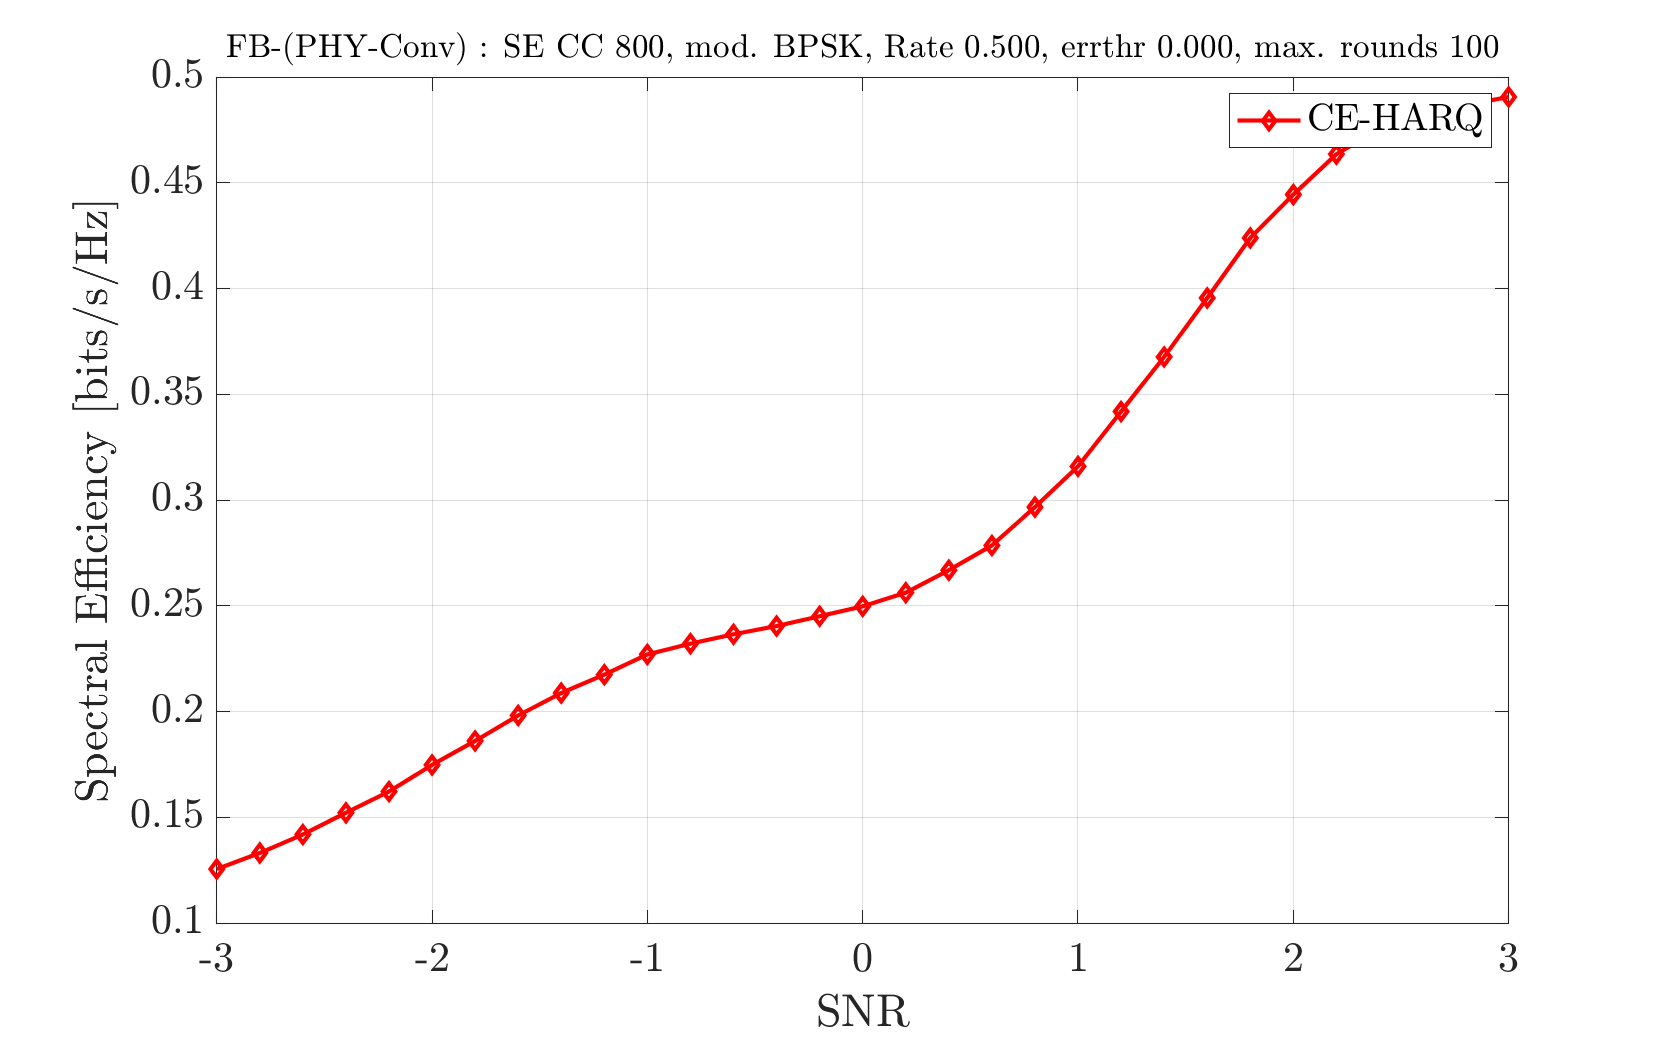 FB-(PHY-Conv) : SE CC 800, mod. BPSK, Rate 0.500, errthr 0.000, max. rounds 100
CE-HARQ
Spectral Efficiency [bits/s/Hz]
0.5
0.45
0.4
0.35
0.3
0.25
0.2
0.15
0.1
-3 -2 -1 0 1 2 3
SNR